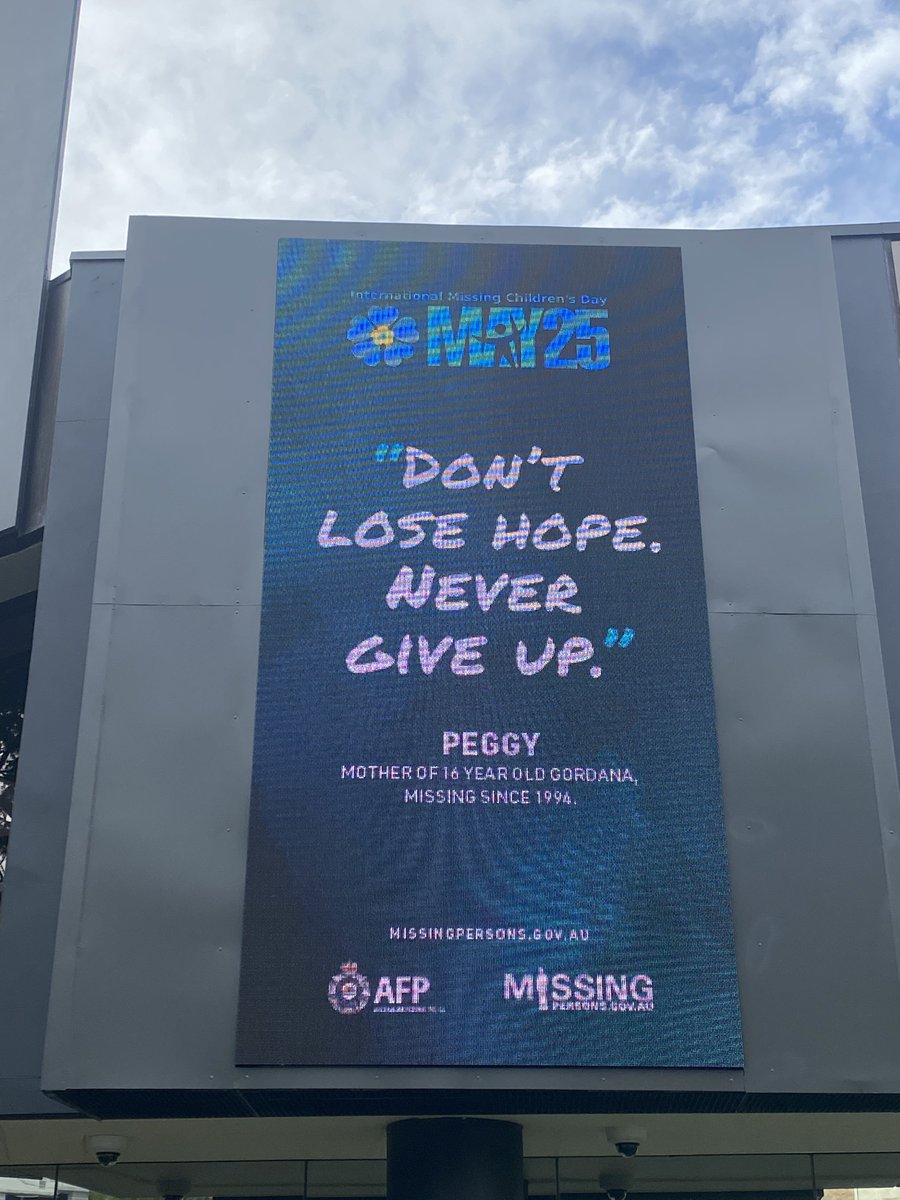 International Missing Children's Day
MAY25
"DON'T
LOSE HOPE.
NEVER
GIVE UP."
PEGGY
MOTHER OF 16 YEAR OLD GORDANA,
MISSING SINCE 1994.
MISSINGPERSONS.GOV.AU
AFP
MISSING
PERSONS.GOV.AU